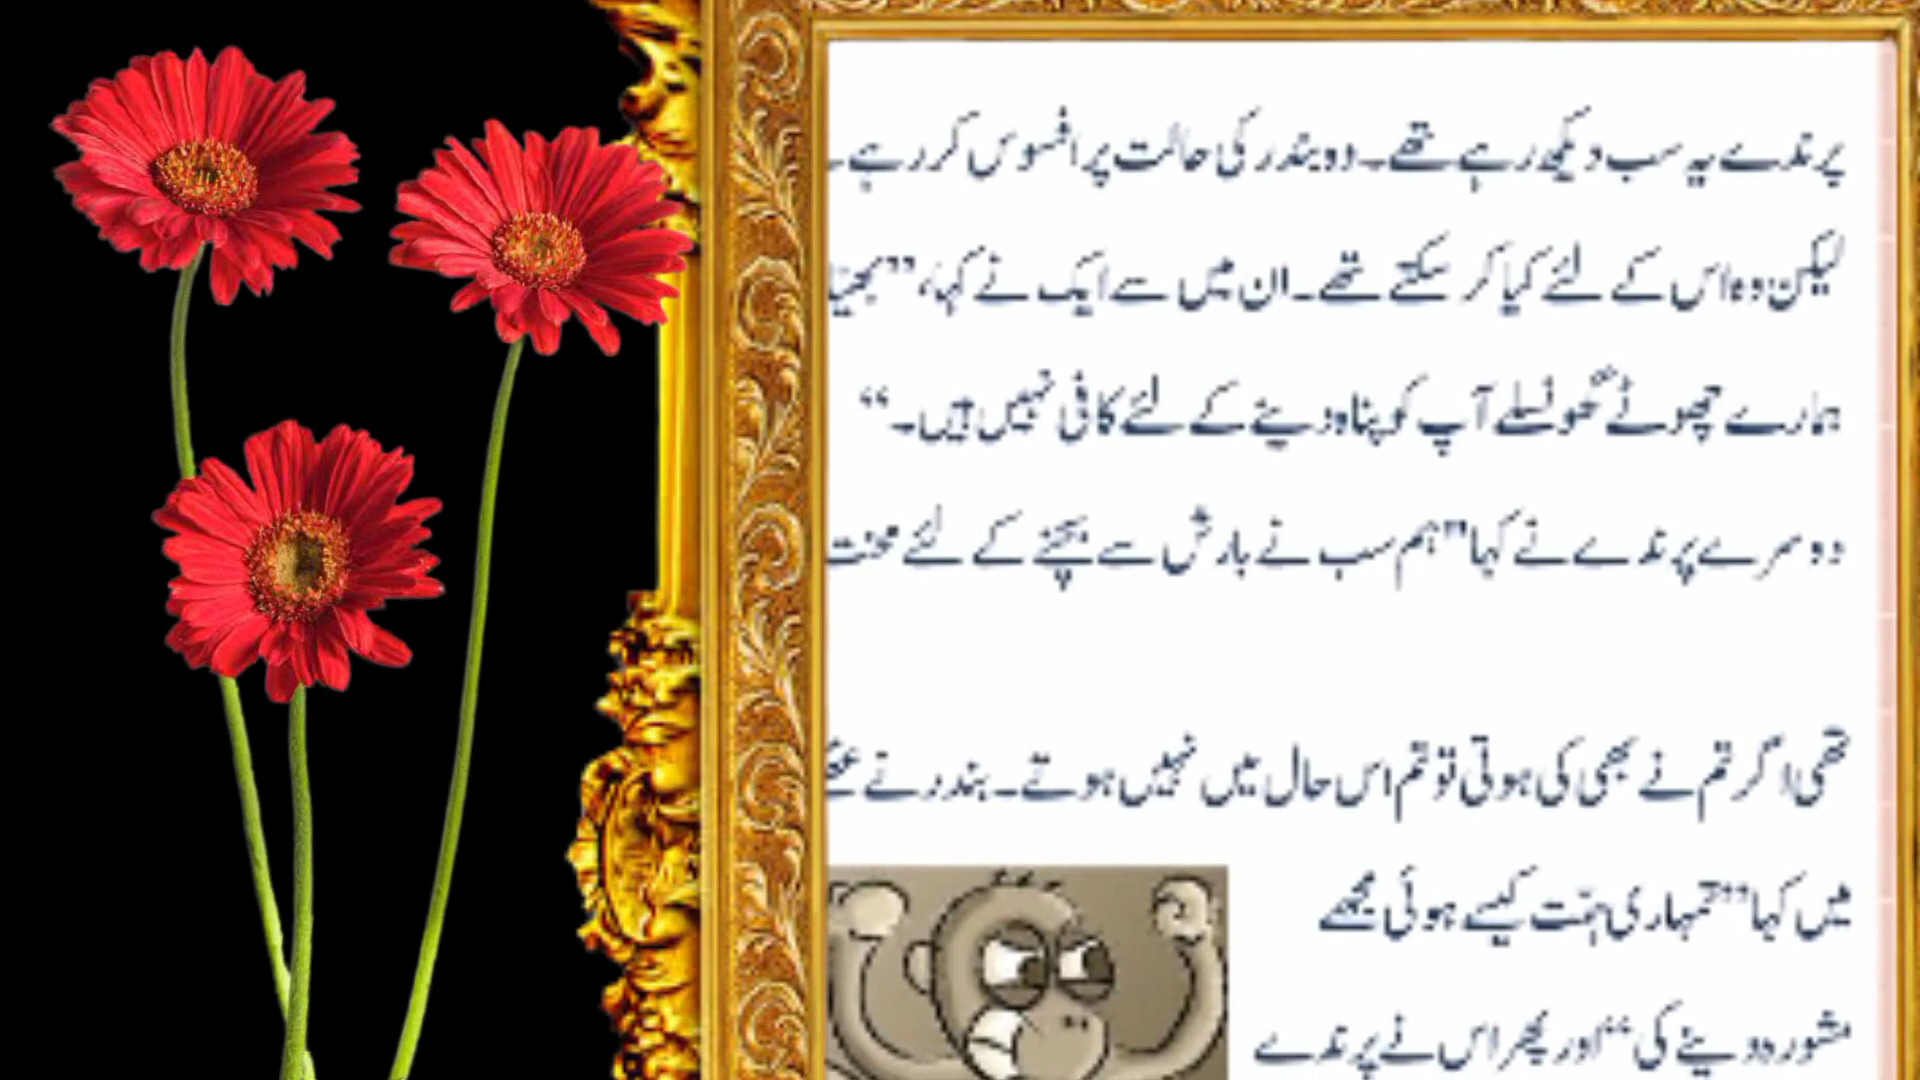 پرندے یہ سب دیکھ رہے تھے۔ وہ بندر کی حالت پر افسوس کر رہے۔
لیکن وہ اس کے لئے کیا کر سکتے تھے۔ ان میں سے ایک نے کہا، ”بھیا
ہمارے چھوٹے گھونسلے آپ کو پناہ دینے کے لئے کافی نہیں ہیں۔“
دوسرے پرندے نے کہا ”ہم سب نے بارش سے بچنے کے لئے محنت
تھی اگر تم نے بھی کی ہوتی تو تم اس حال میں نہیں ہوتے۔ بندر نے
میں کہا ”تمہاری ہمّت کیسے ہوئی مجھے
مشورہ دینے کی“ اور پھر اس نے پرندے